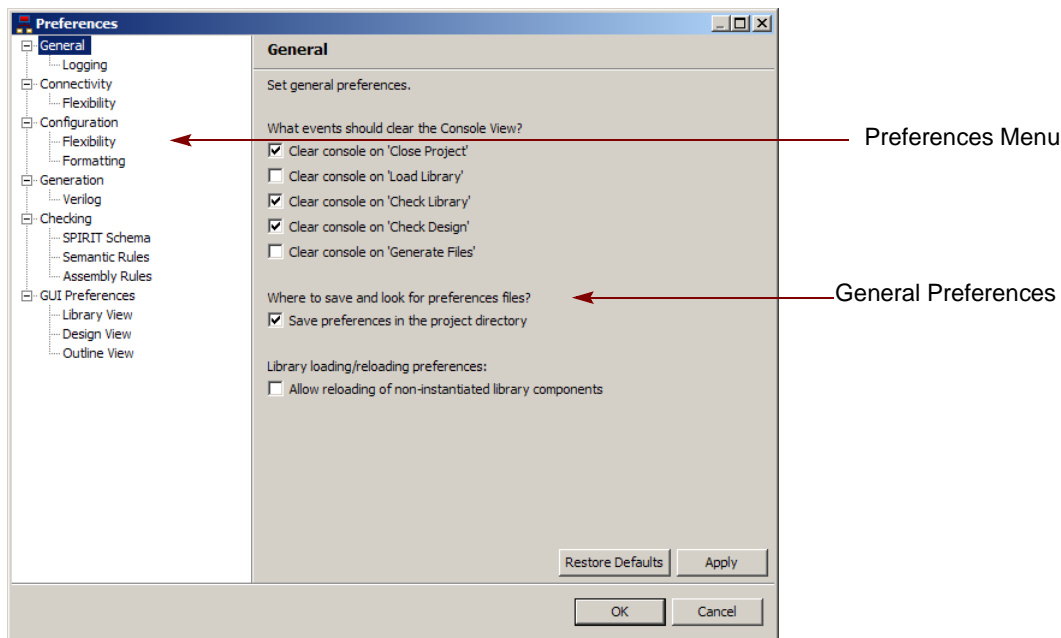 Preferences
General
Logging
Connectivity
Flexibility
Configuration
Flexibility
Formatting
Generation
Verilog
Checking
SPIRIT Schema
Semantic Rules
Assembly Rules
GUI Preferences
Library View
Design View
Outline View
General
Set general preferences.
What events should clear the Console View?
Clear console on 'Close Project'
Clear console on 'Load Library'
Clear console on 'Check Library'
Clear console on 'Check Design'
Clear console on 'Generate Files'
Where to save and look for preferences files?
Save preferences in the project directory
Library loading/reloading preferences:
Allow reloading of non-instantiated library components
Restore Defaults
Apply
OK
Cancel
Preferences Menu
General Preferences